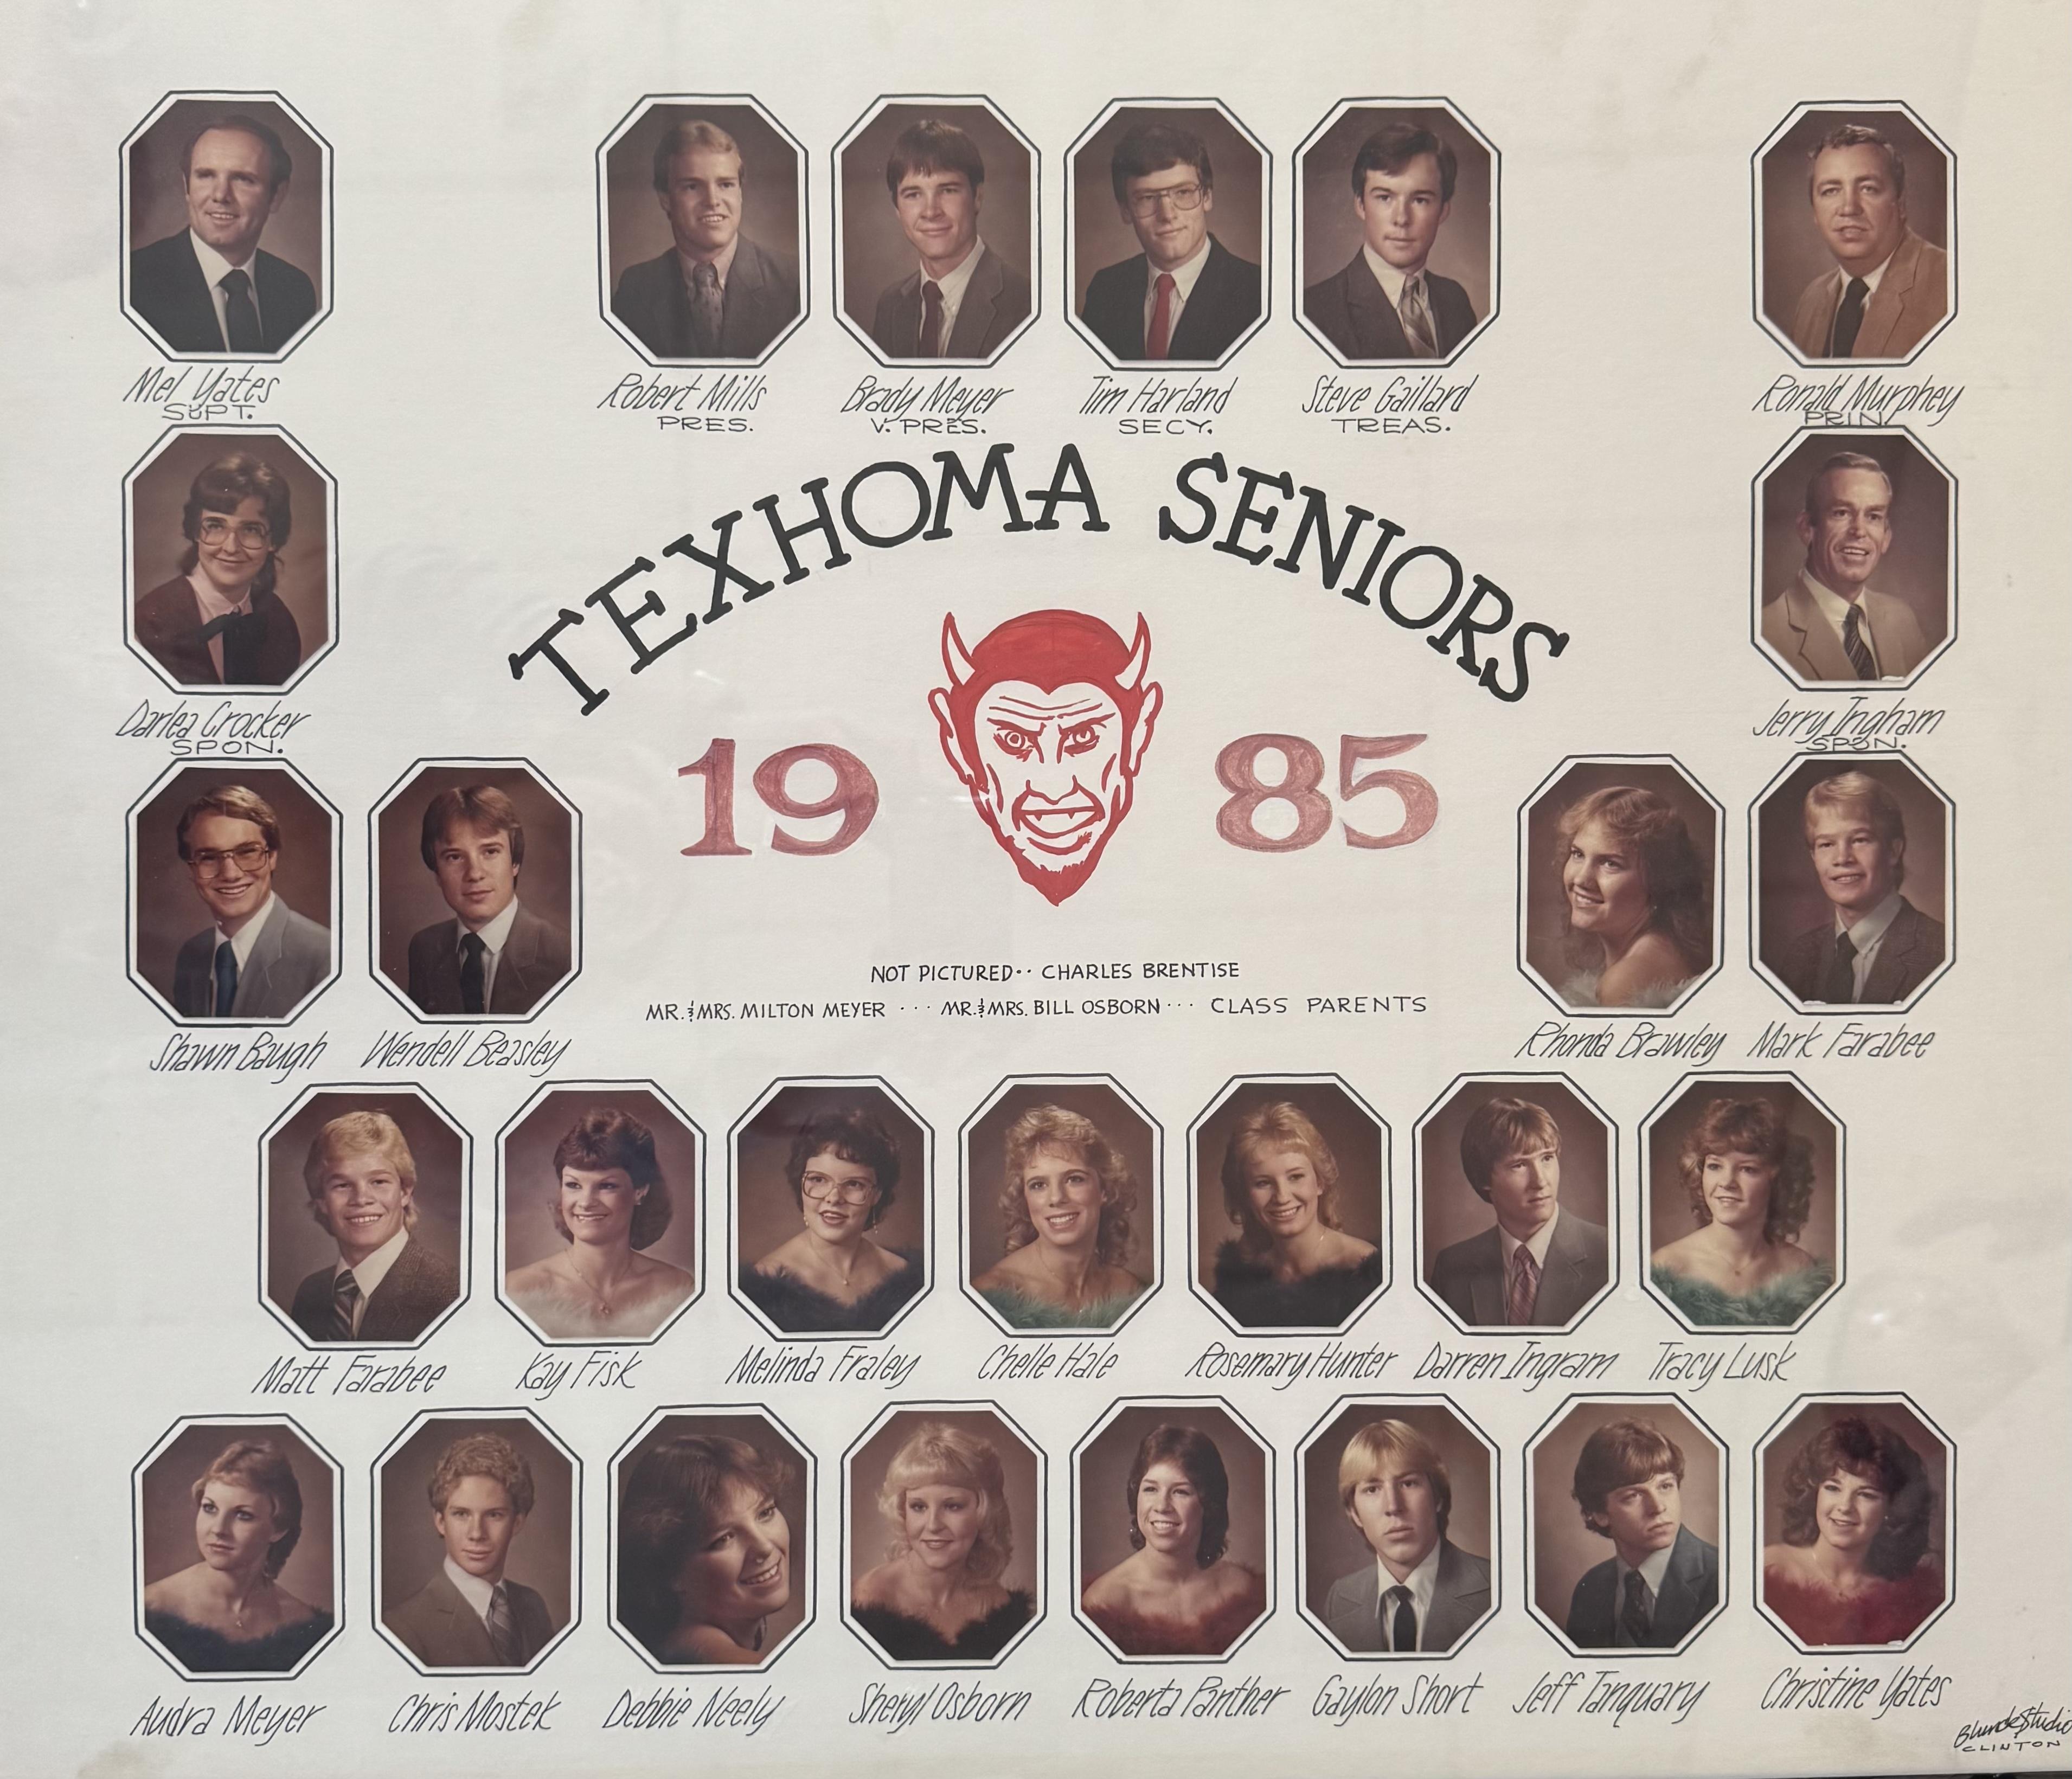 Mel Yates
SUPT.
Robert Mills
PRES.
Brady Meyer
V. PRES.
Tim Harland
SECY.
Steve Gaillard
TREAS.
Ronald Murphey
PRIN.
TEXHOMA SENIORS
Darlea Crocker
SPON.
Jerry Ingham
SPON.
19 85
NOT PICTURED·· CHARLES BRENTISE
MR. & MRS. MILTON MEYER ··· MR. & MRS. BILL OSBORN ··· CLASS PARENTS
Shawn Baugh
Wendell Beasley
Rhonda Brawley
Mark Farabee
Matt Farabee
Kay Fisk
Melinda Fraley
Chelle Hale
Rosemary Hunter
Darren Ingram
Tracy Lusk
Audra Meyer
Chris Mostek
Debbie Neely
Sheryl Osborn
Roberta Panther
Gaylon Short
Jeff Tanquary
Christine Yates
Studio
CLINTON